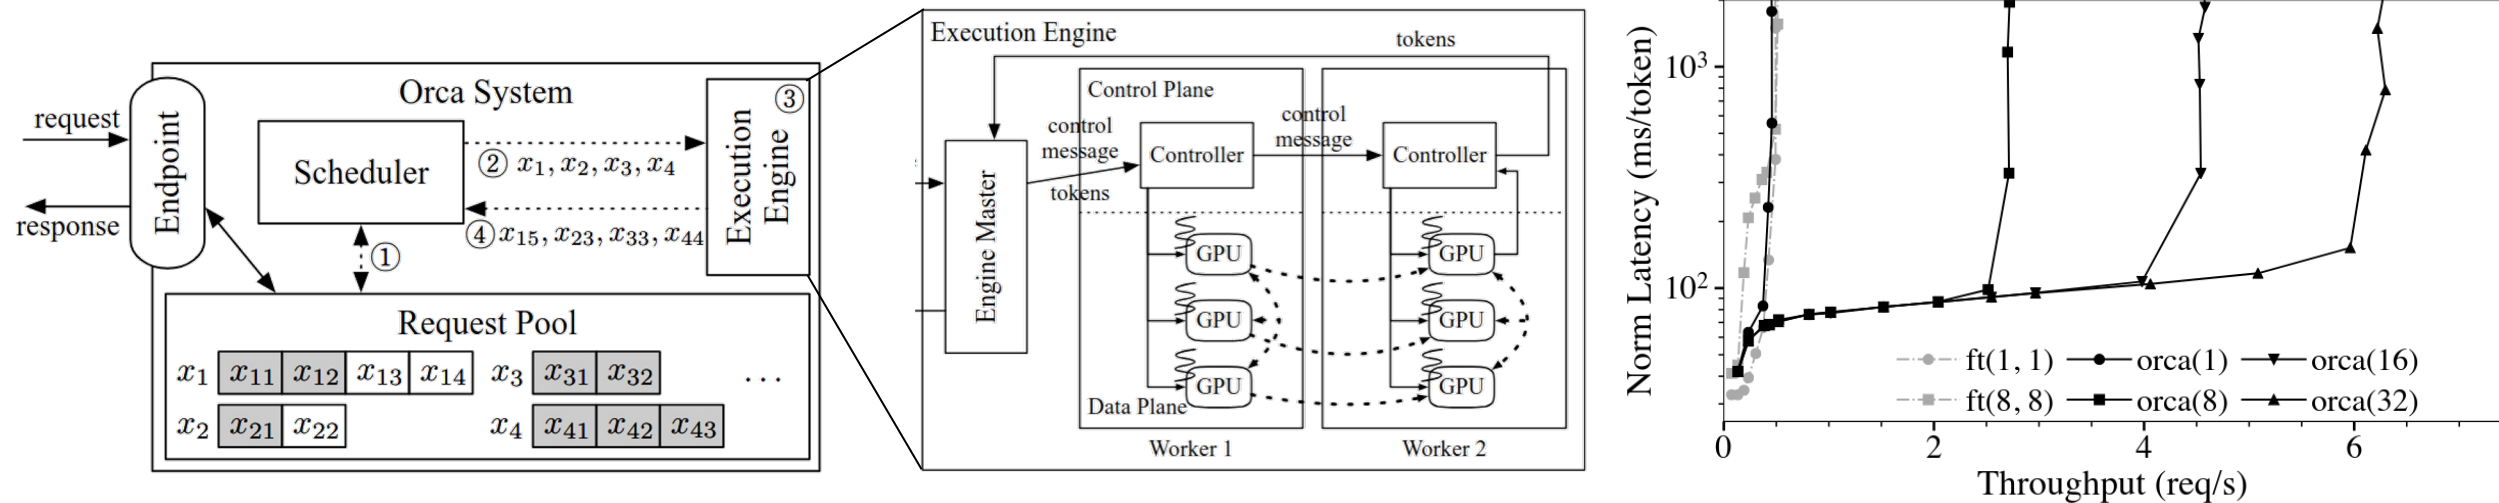 Orca System
request
response
Endpoint
Scheduler
② x₁, x₂, x₃, x₄
④ x₁₅, x₂₃, x₃₃, x₄₄
①
Execution
Engine
③
Request Pool
x₁ x₁₁ x₁₂ x₁₃ x₁₄ x₃ x₃₁ x₃₂ ...
x₂ x₂₁ x₂₂ x₄ x₄₁ x₄₂ x₄₃
Execution Engine
tokens
Engine Master
control
message
tokens
Control Plane
Controller
control
message
Controller
GPU
GPU
GPU
GPU
GPU
GPU
Data Plane
Worker 1
Worker 2
Norm Latency (ms/token)
10³
10²
ft(1, 1) orca(1) orca(16)
ft(8, 8) orca(8) orca(32)
0 2 4 6
Throughput (req/s)